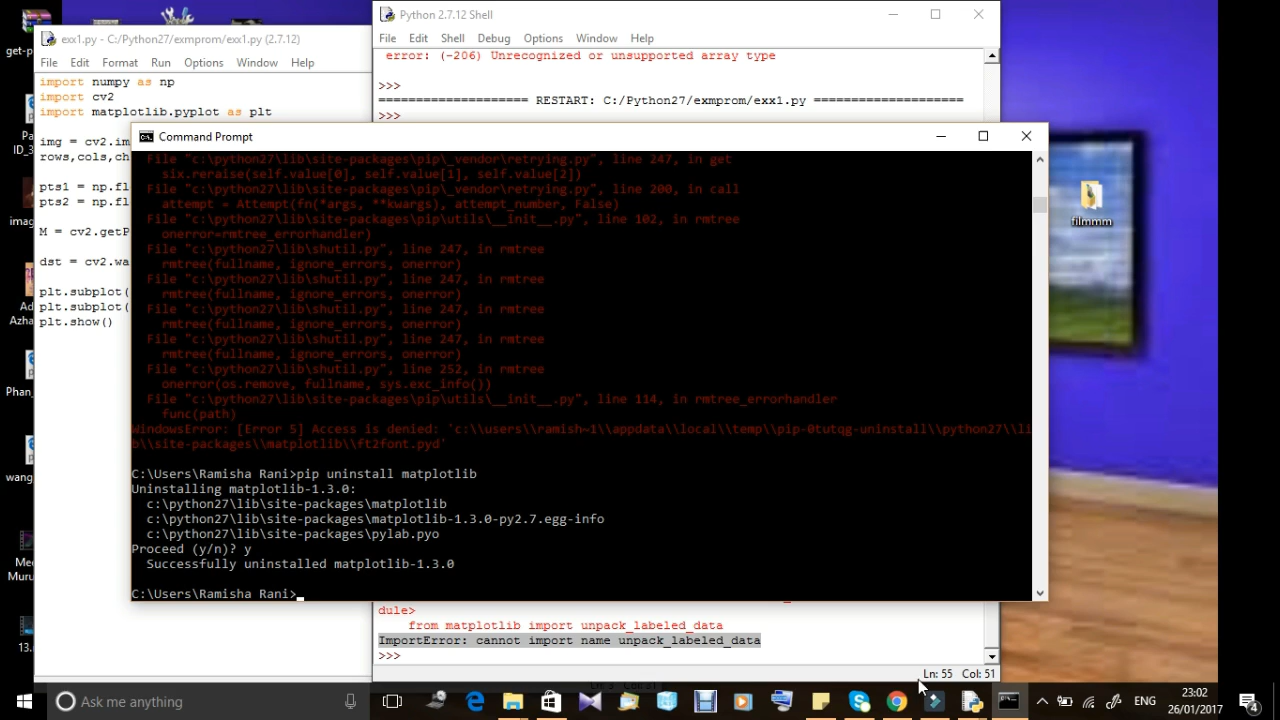 Python 2.7.12 Shell
File Edit Shell Debug Options Window Help
error: (-206) Unrecognized or unsupported array type
>>>
==================== RESTART: C:/Python27/exmprom/exx1.py ====================
>>>
exx1.py - C:/Python27/exmprom/exx1.py (2.7.12)
File Edit Format Run Options Window Help
import numpy as np
import cv2
import matplotlib.pyplot as plt
img = cv2.im
rows,cols,ch
pts1 = np.fl
pts2 = np.fl
M = cv2.getP
dst = cv2.wa
plt.subplot(
plt.subplot(
plt.show()
Command Prompt
File "c:\python27\lib\site-packages\pip\_vendor\retrying.py", line 247, in get
six.reraise(self.value[0], self.value[1], self.value[2])
File "c:\python27\lib\site-packages\pip\_vendor\retrying.py", line 200, in call
attempt = Attempt(fn(*args, **kwargs), attempt_number, False)
File "c:\python27\lib\site-packages\pip\utils\__init__.py", line 102, in rmtree
onerror=rmtree_errorhandler)
File "c:\python27\lib\shutil.py", line 247, in rmtree
rmtree(fullname, ignore_errors, onerror)
File "c:\python27\lib\shutil.py", line 247, in rmtree
rmtree(fullname, ignore_errors, onerror)
File "c:\python27\lib\shutil.py", line 247, in rmtree
rmtree(fullname, ignore_errors, onerror)
File "c:\python27\lib\shutil.py", line 247, in rmtree
rmtree(fullname, ignore_errors, onerror)
File "c:\python27\lib\shutil.py", line 252, in rmtree
onerror(os.remove, fullname, sys.exc_info())
File "c:\python27\lib\site-packages\pip\utils\__init__.py", line 114, in rmtree_errorhandler
func(path)
WindowsError: [Error 5] Access is denied: 'c:\\users\\ramish~1\\appdata\\local\\temp\\pip-0tutqg-uninstall\\python27\\li
b\\site-packages\\matplotlib\\ft2font.pyd'
C:\Users\Ramisha Rani>pip uninstall matplotlib
Uninstalling matplotlib-1.3.0:
c:\python27\lib\site-packages\matplotlib
c:\python27\lib\site-packages\matplotlib-1.3.0-py2.7.egg-info
c:\python27\lib\site-packages\pylab.pyo
Proceed (y/n)? y
Successfully uninstalled matplotlib-1.3.0
C:\Users\Ramisha Rani>
dule>
from matplotlib import unpack_labeled_data
ImportError: cannot import name unpack_labeled_data
>>>
Ln: 55 Col: 51
get-p
Pa
ID_3
imag
Ad
Azha
Phan_
wang
Me
Muru
13.
filmmm
Ask me anything
ENG
23:02
26/01/2017
4